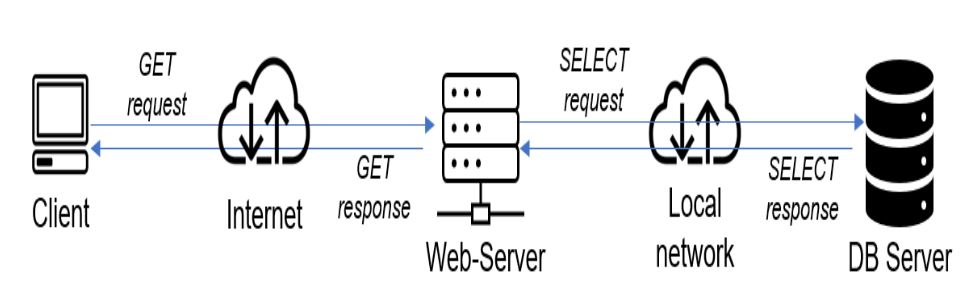 GET
request
SELECT
request
GET
response
SELECT
response
Client
Internet
Web-Server
Local
network
DB Server